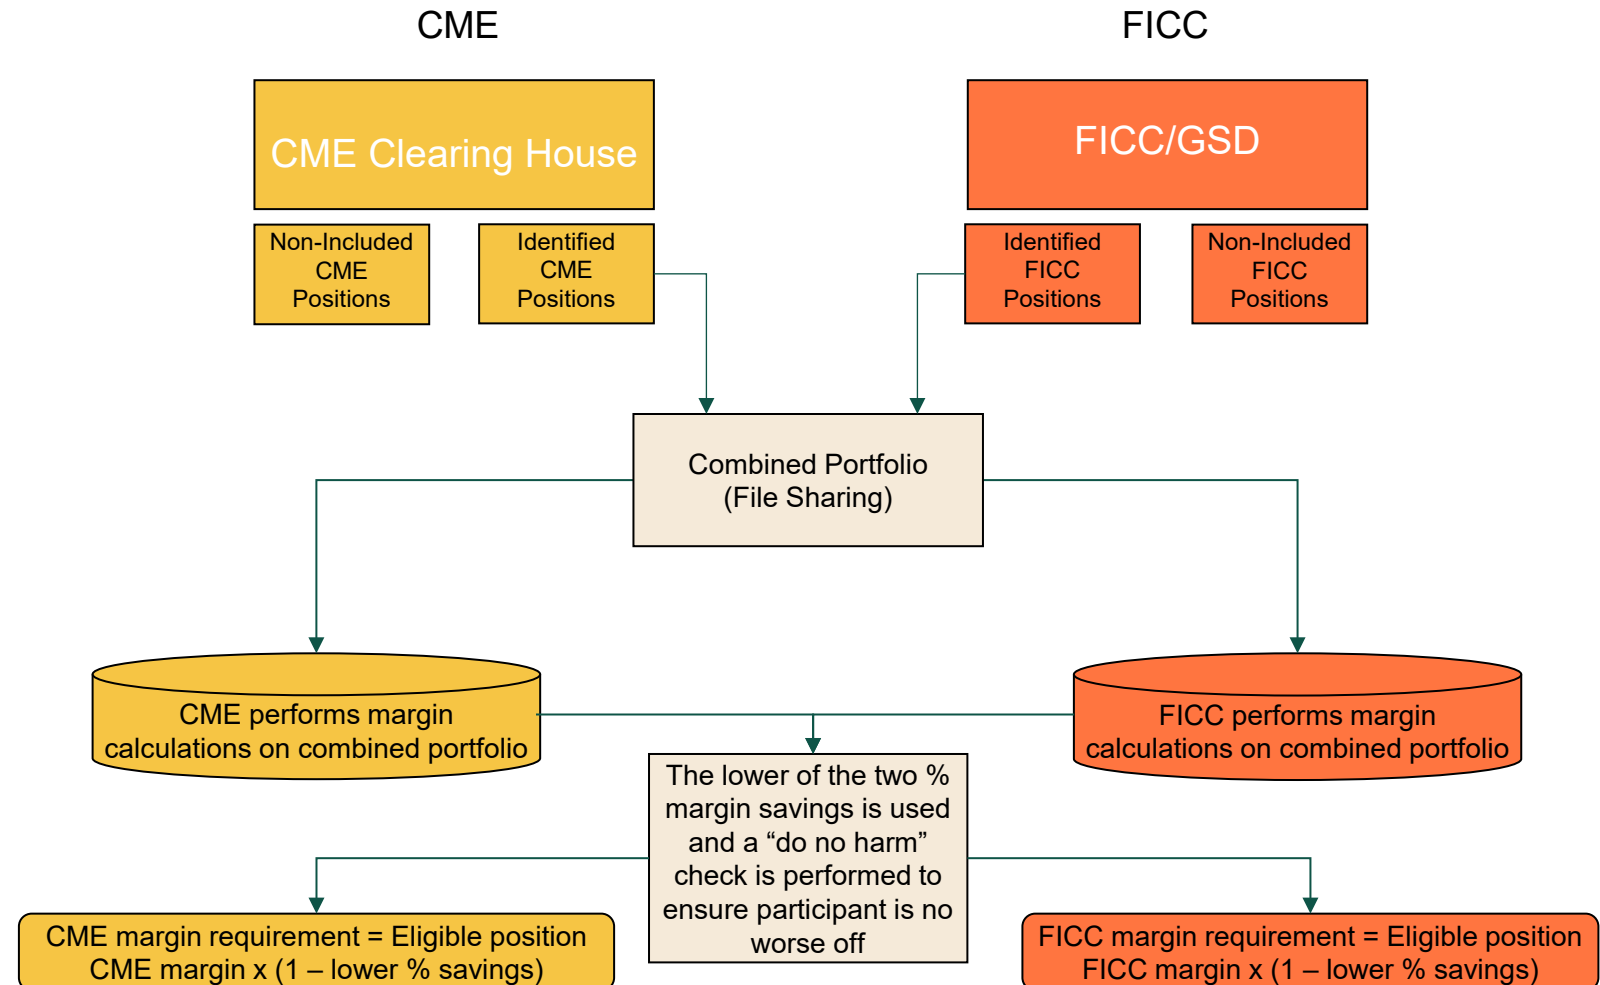 CME
FICC
CME Clearing House
FICC/GSD
Non-Included
CME
Positions
Identified
CME
Positions
Identified
FICC
Positions
Non-Included
FICC
Positions
Combined Portfolio
(File Sharing)
CME performs margin
calculations on combined portfolio
FICC performs margin
calculations on combined portfolio
The lower of the two %
margin savings is used
and a “do no harm”
check is performed to
ensure participant is no
worse off
CME margin requirement = Eligible position
CME margin x (1 – lower % savings)
FICC margin requirement = Eligible position
FICC margin x (1 – lower % savings)